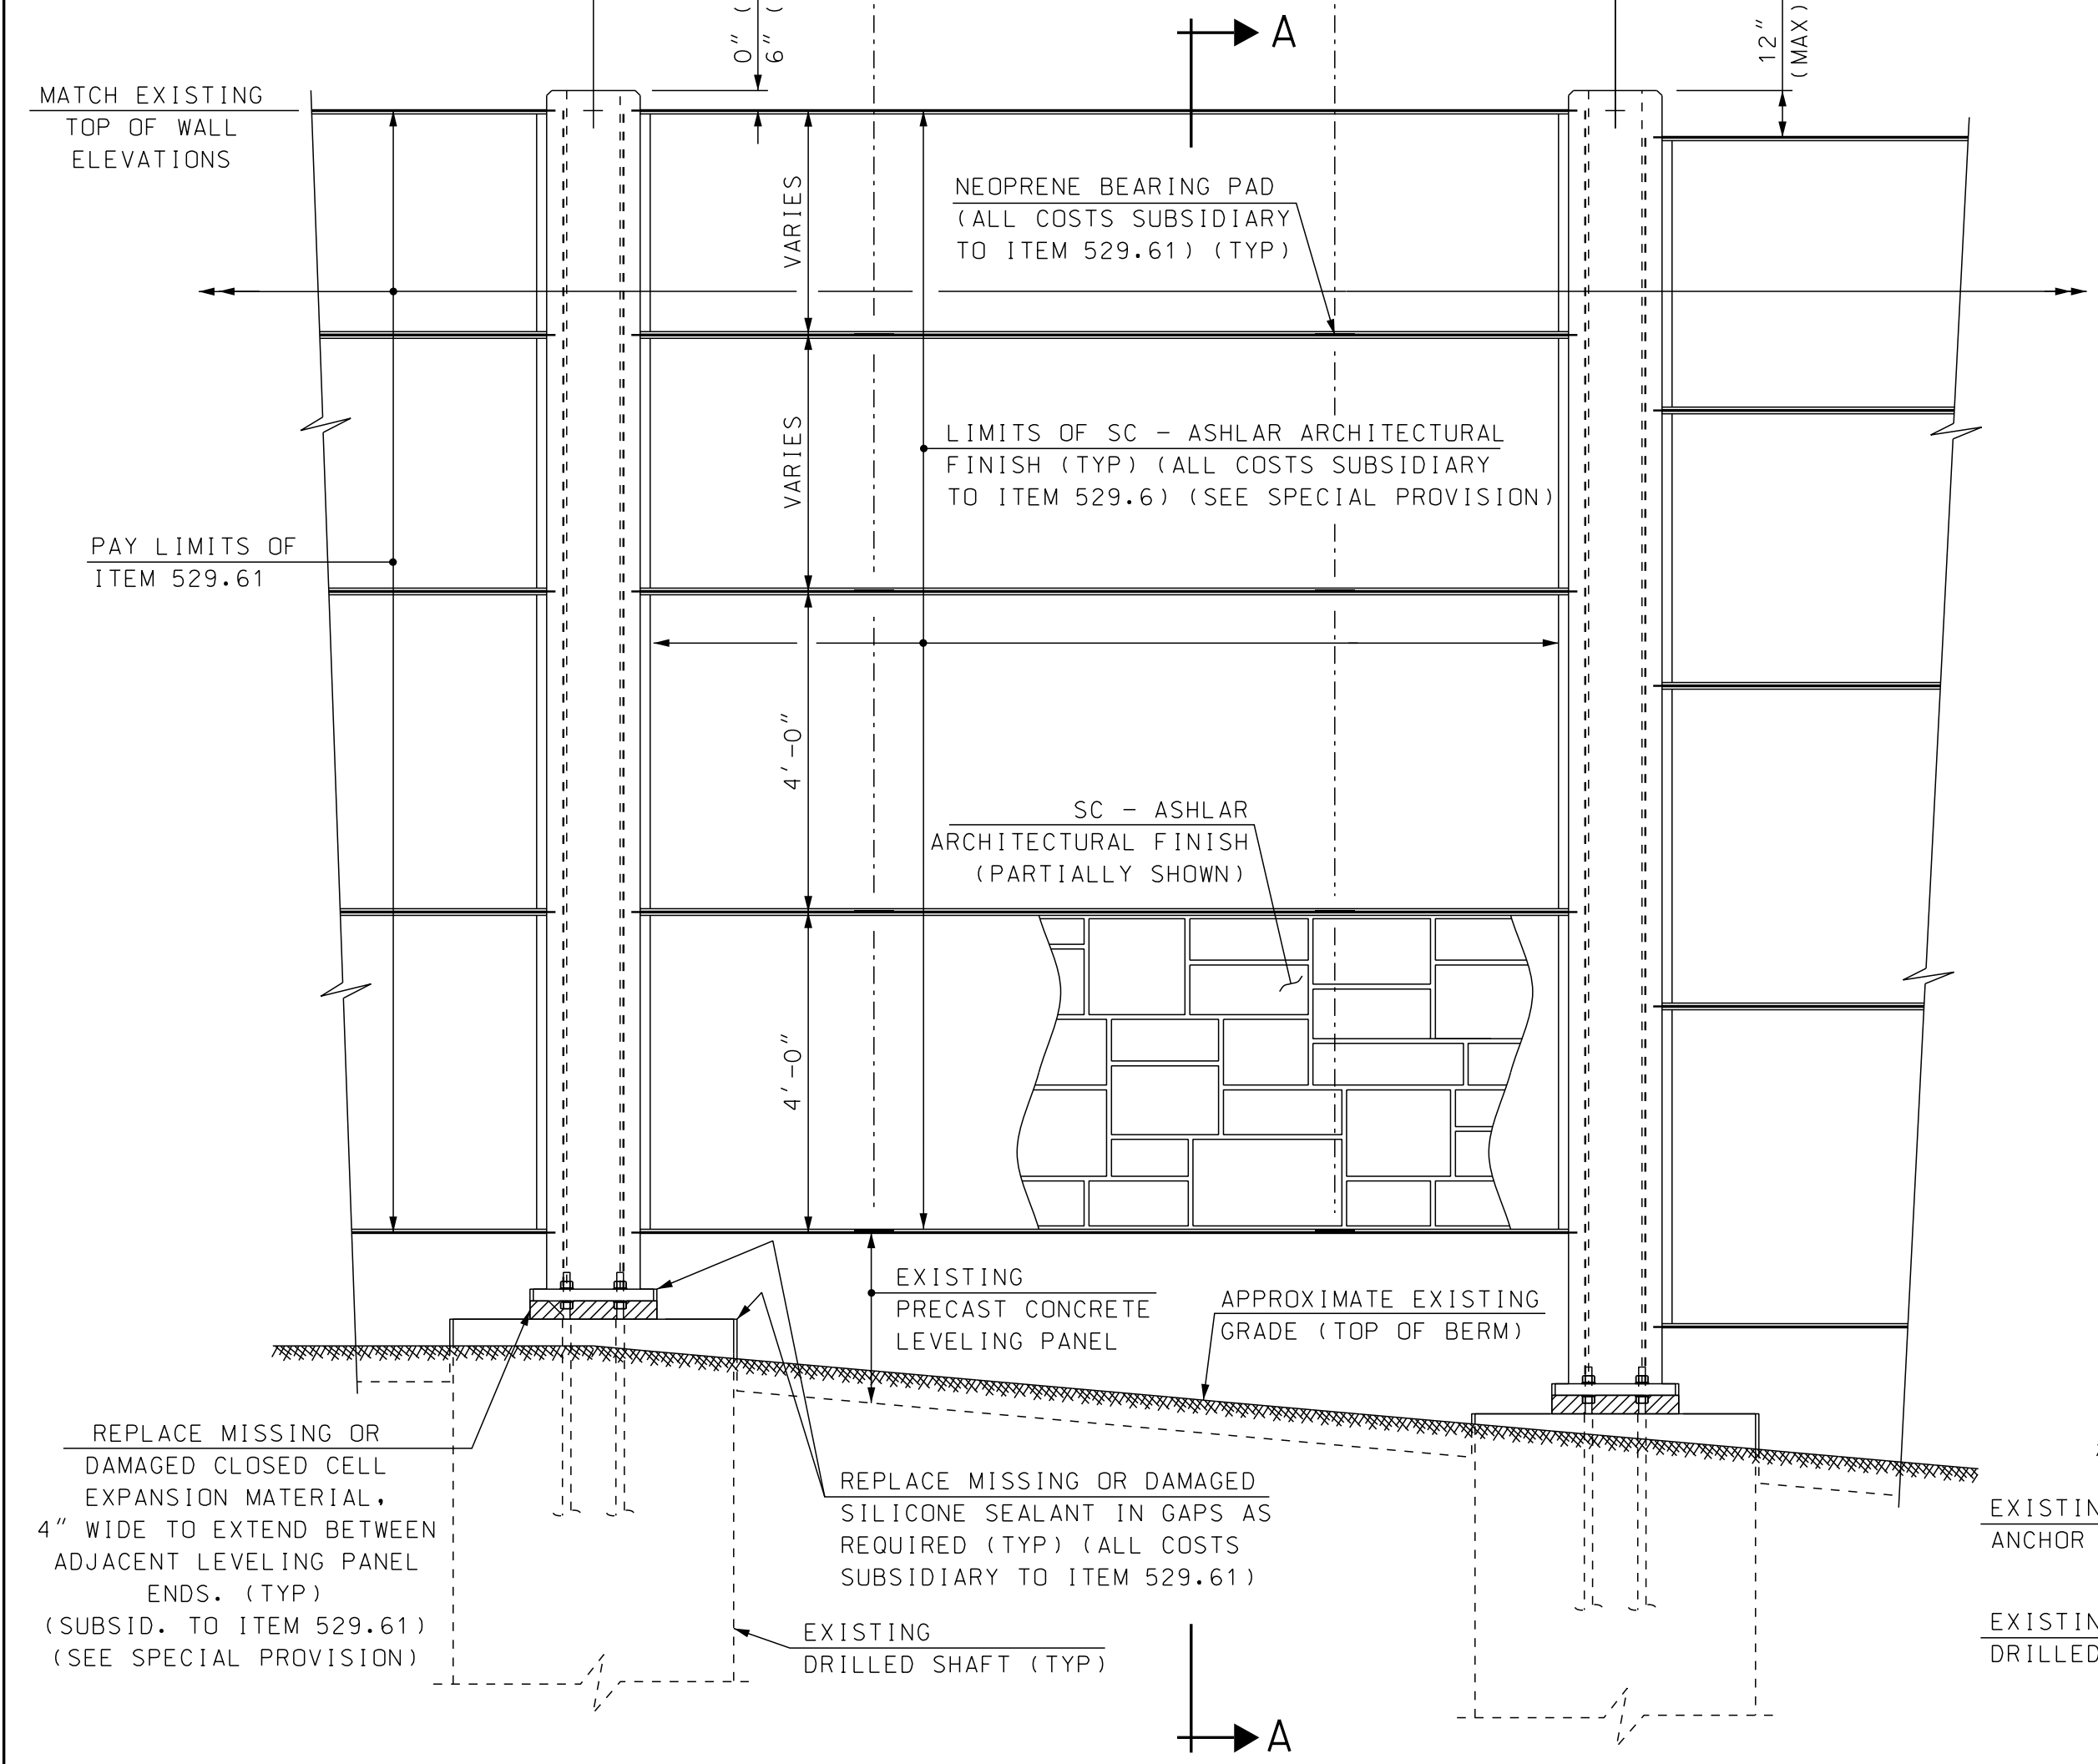 0" (
6" (
A
12"
(MAX)
MATCH EXISTING
TOP OF WALL
ELEVATIONS
VARIES
NEOPRENE BEARING PAD
(ALL COSTS SUBSIDIARY
TO ITEM 529.61) (TYP)
VARIES
LIMITS OF SC - ASHLAR ARCHITECTURAL
FINISH (TYP) (ALL COSTS SUBSIDIARY
TO ITEM 529.6) (SEE SPECIAL PROVISION)
PAY LIMITS OF
ITEM 529.61
4'-0"
SC - ASHLAR
ARCHITECTURAL FINISH
(PARTIALLY SHOWN)
4'-0"
EXISTING
PRECAST CONCRETE
LEVELING PANEL
APPROXIMATE EXISTING
GRADE (TOP OF BERM)
REPLACE MISSING OR
DAMAGED CLOSED CELL
EXPANSION MATERIAL,
4" WIDE TO EXTEND BETWEEN
ADJACENT LEVELING PANEL
ENDS. (TYP)
(SUBSID. TO ITEM 529.61)
(SEE SPECIAL PROVISION)
REPLACE MISSING OR DAMAGED
SILICONE SEALANT IN GAPS AS
REQUIRED (TYP) (ALL COSTS
SUBSIDIARY TO ITEM 529.61)
EXISTING
DRILLED SHAFT (TYP)
EXISTIN
ANCHOR
EXISTIN
DRILLED
A